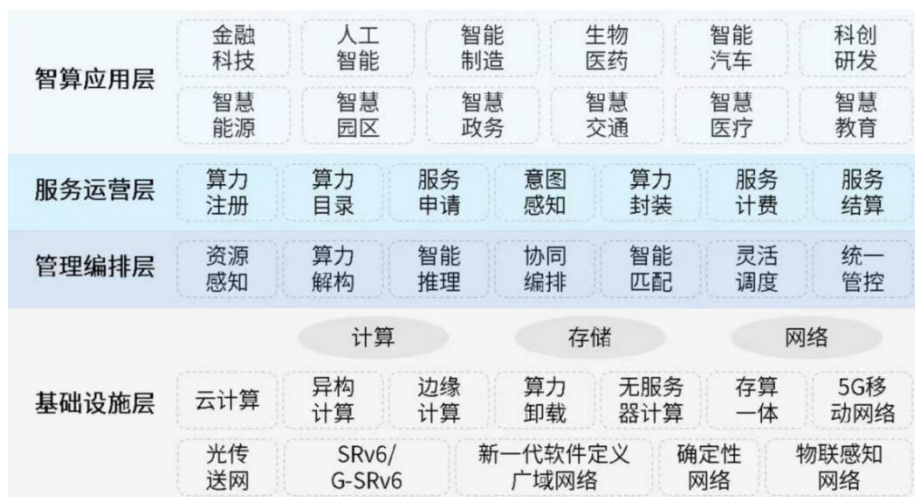 智算应用层
金融 人工 智能 生物 智能 科创
科技 智能 制造 医药 汽车 研发
智慧 智慧 智慧 智慧 智慧 智慧
能源 园区 政务 交通 医疗 教育
服务运营层
算力 算力 服务 意图 算力 服务 服务
注册 目录 申请 感知 封装 计费 结算
管理编排层
资源 算力 智能 协同 智能 灵活 统一
感知 解构 推理 编排 匹配 调度 管控
计算 存储 网络
基础设施层
云计算 异构 边缘 算力 无服务 存算 5G移
计算 计算 卸载 器计算 一体 动网络
光传 SRv6/ 新一代软件定义 确定性 物联感知
送网 G-SRv6 广域网络 网络 网络